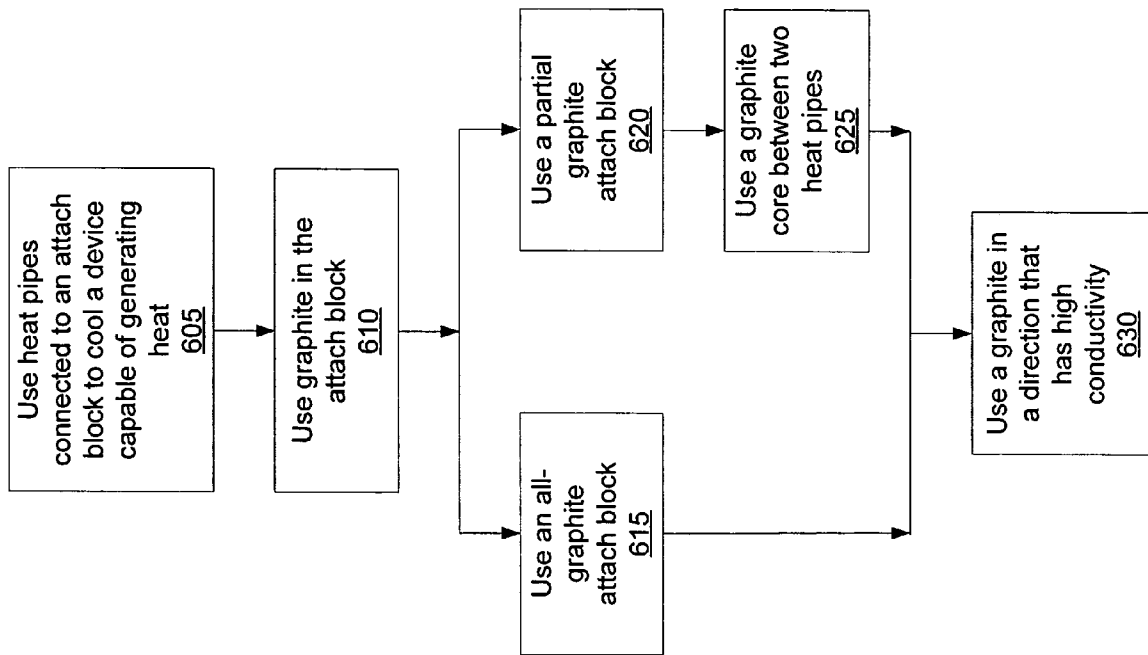 Use heat pipes
connected to an attach
block to cool a device
capable of generating
heat
605
Use graphite in the
attach block
610
Use an all-
graphite
attach block
615
Use a partial
graphite
attach block
620
Use a graphite
core between two
heat pipes
625
Use a graphite in
a direction that
has high
conductivity
630